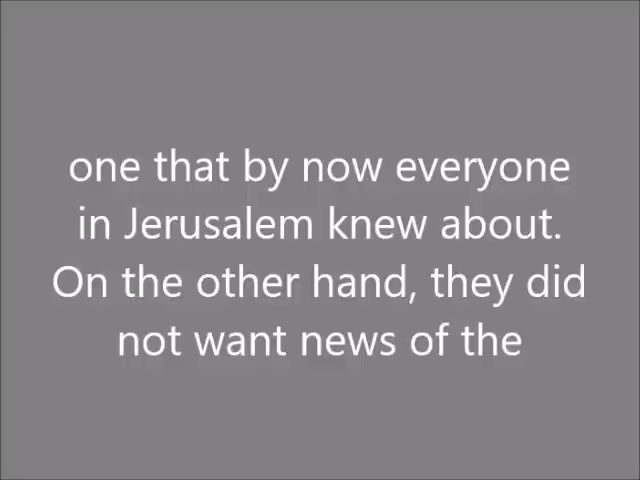 one that by now everyone
in Jerusalem knew about.
On the other hand, they did
not want news of the